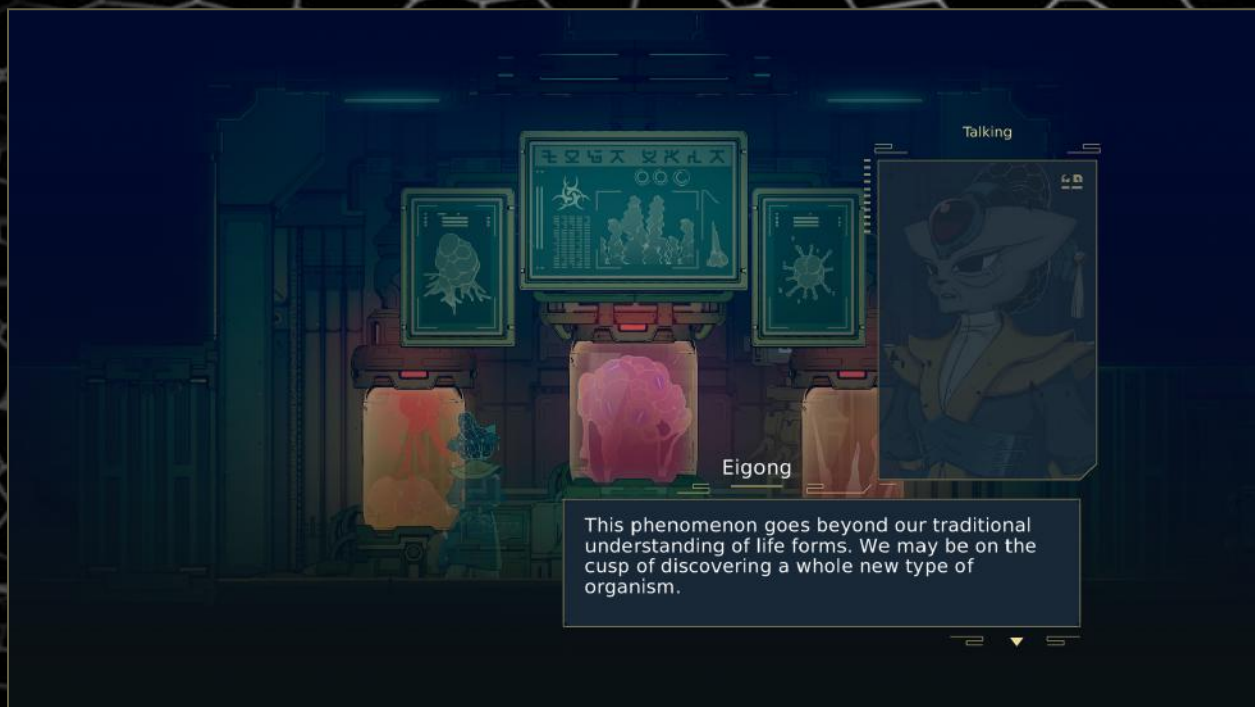 Talking
Eigong
This phenomenon goes beyond our traditional
understanding of life forms. We may be on the
cusp of discovering a whole new type of
organism.